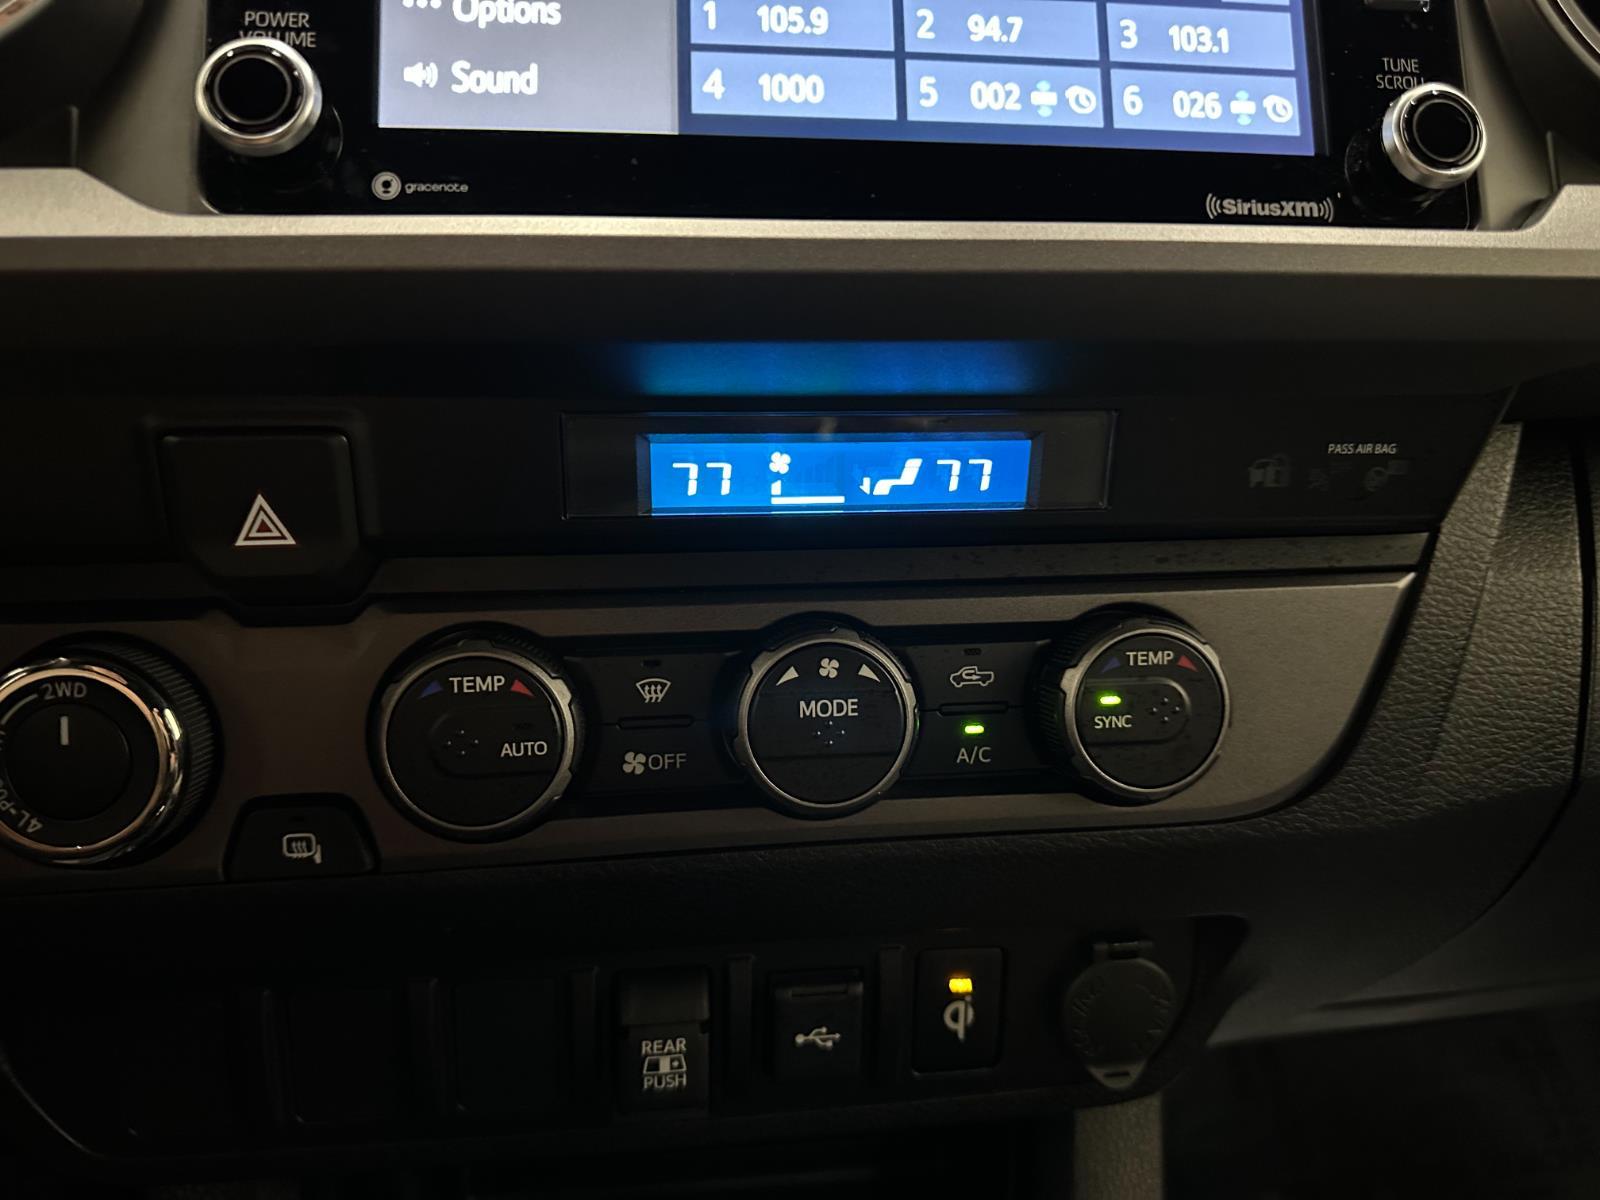 POWER
VOLUME
Options
Sound
1 105.9
2 94.7
3 103.1
4 1000
5 002
6 026
TUNE
SCROLL
gracenote
SiriusXM
77 77
PASS AIR BAG
2WD
4L
TEMP
AUTO
OFF
MODE
A/C
TEMP
SYNC
REAR
PUSH